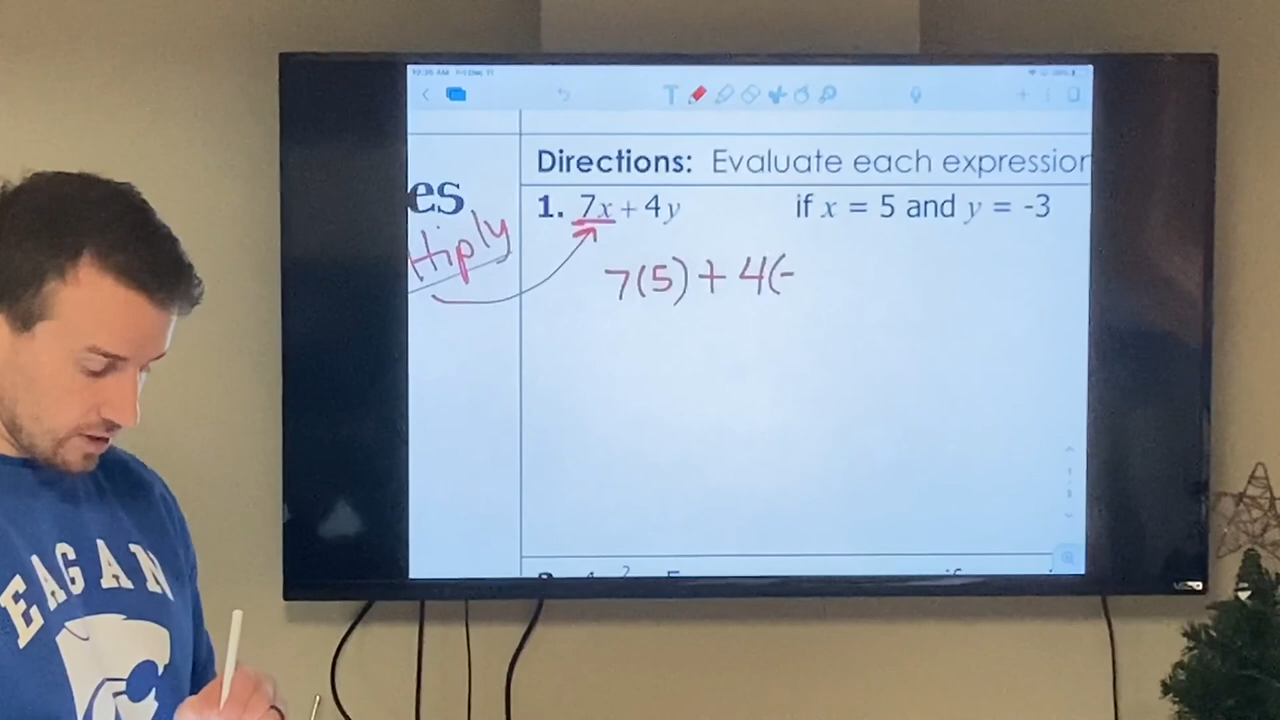 Directions: Evaluate each expression
es
1. 7x + 4y if x = 5 and y = -3
tiply
7(5) + 4(-
EAGAN